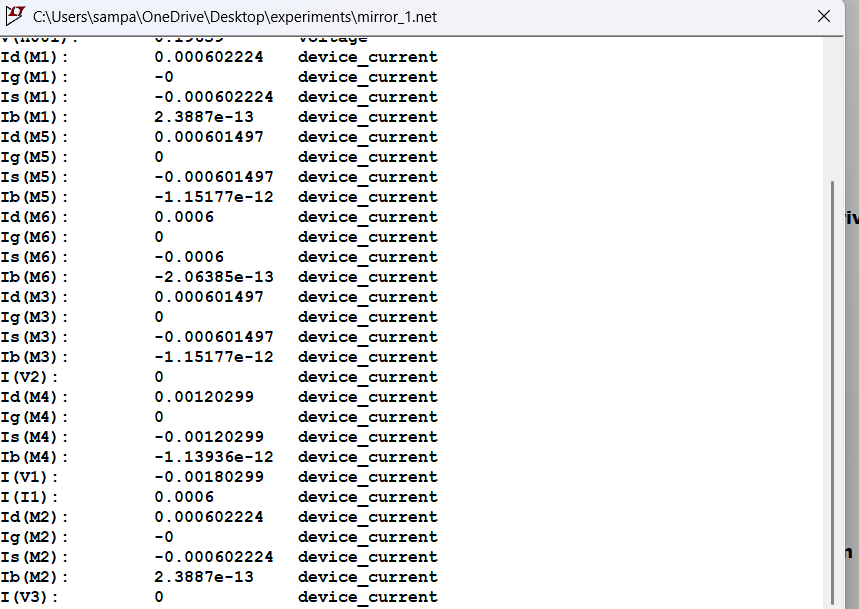 C:\Users\sampa\OneDrive\Desktop\experiments\mirror_1.net
voltage
Id(M1): 0.000602224 device_current
Ig(M1): -0 device_current
Is(M1): -0.000602224 device_current
Ib(M1): 2.3887e-13 device_current
Id(M5): 0.000601497 device_current
Ig(M5): 0 device_current
Is(M5): -0.000601497 device_current
Ib(M5): -1.15177e-12 device_current
Id(M6): 0.0006 device_current
Ig(M6): 0 device_current
Is(M6): -0.0006 device_current
Ib(M6): -2.06385e-13 device_current
Id(M3): 0.000601497 device_current
Ig(M3): 0 device_current
Is(M3): -0.000601497 device_current
Ib(M3): -1.15177e-12 device_current
I(V2): 0 device_current
Id(M4): 0.00120299 device_current
Ig(M4): 0 device_current
Is(M4): -0.00120299 device_current
Ib(M4): -1.13936e-12 device_current
I(V1): -0.00180299 device_current
I(I1): 0.0006 device_current
Id(M2): 0.000602224 device_current
Ig(M2): -0 device_current
Is(M2): -0.000602224 device_current
Ib(M2): 2.3887e-13 device_current
I(V3): 0 device_current